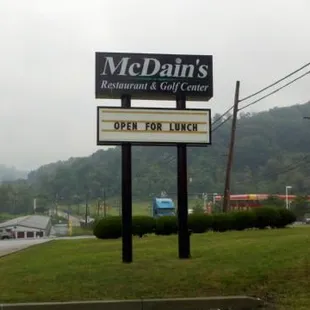 McDain's
Restaurant & Golf Center
OPEN FOR LUNCH